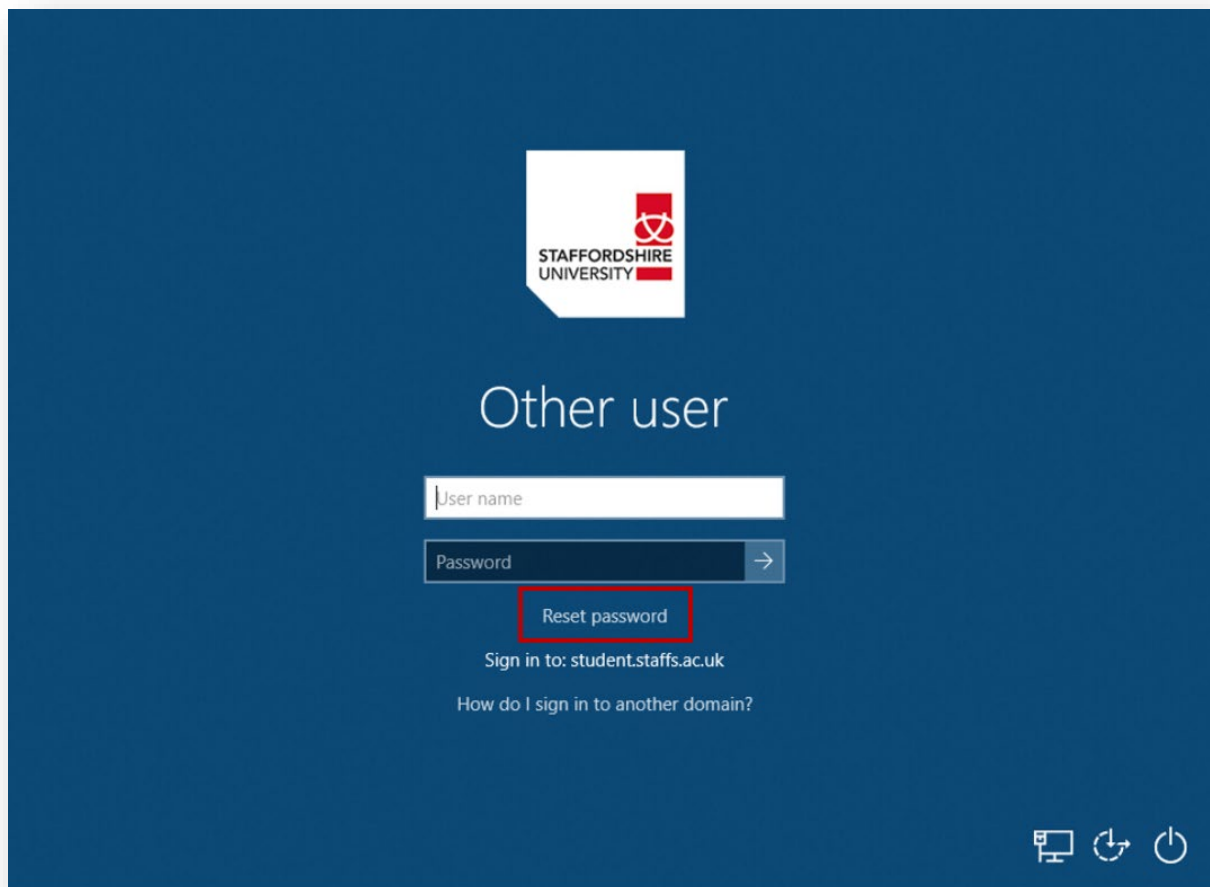 STAFFORDSHIRE
UNIVERSITY
Other user
User name
Password
Reset password
Sign in to: student.staffs.ac.uk
How do I sign in to another domain?